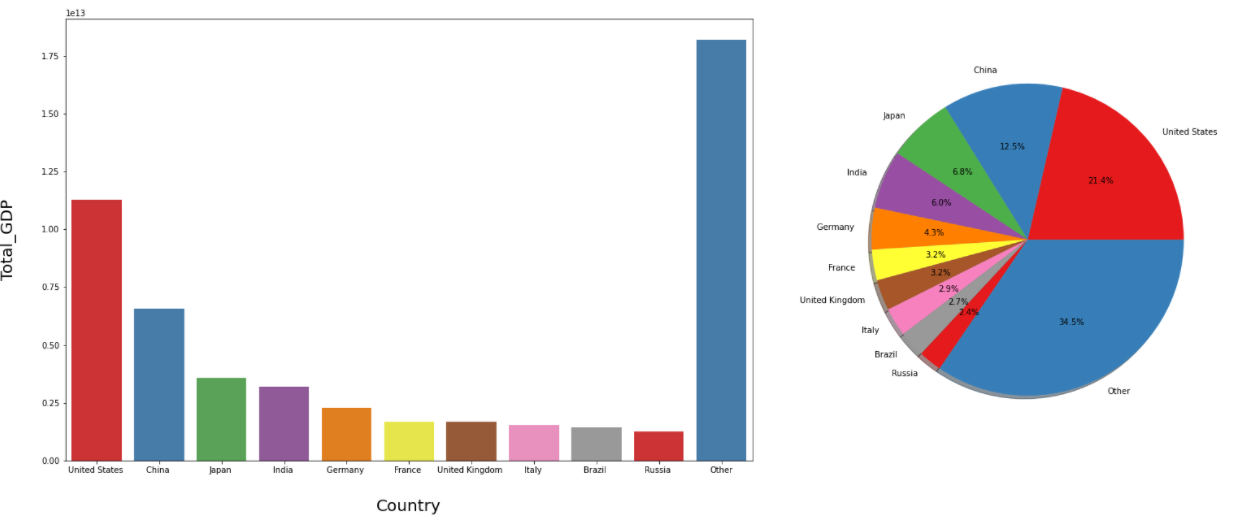 1e13
1.75
1.50
1.25
1.00
0.75
0.50
0.25
0.00
Total_GDP
United States China Japan India Germany France United Kingdom Italy Brazil Russia Other
Country
China
Japan
United States
12.5%
6.8%
India
21.4%
6.0%
Germany
4.3%
3.2%
France
3.2%
2.9%
United Kingdom
2.7%
2.4%
34.5%
Italy
Brazil
Russia
Other